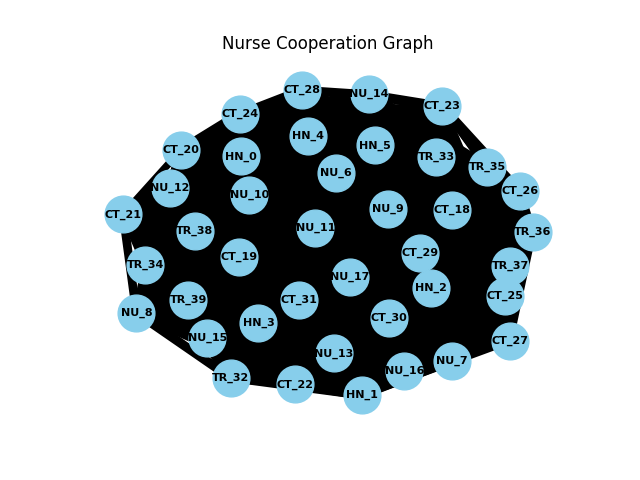 Nurse Cooperation Graph
CT_28
NU_14
CT_23
CT_24
HN_4
HN_5
CT_20
HN_0
TR_33
TR_35
NU_6
NU_12
NU_10
CT_26
CT_21
NU_9
CT_18
TR_38
NU_11
TR_36
CT_19
CT_29
TR_34
TR_37
NU_17
HN_2
CT_25
TR_39
CT_31
NU_8
HN_3
CT_30
NU_15
CT_27
NU_13
NU_7
NU_16
TR_32
CT_22
HN_1